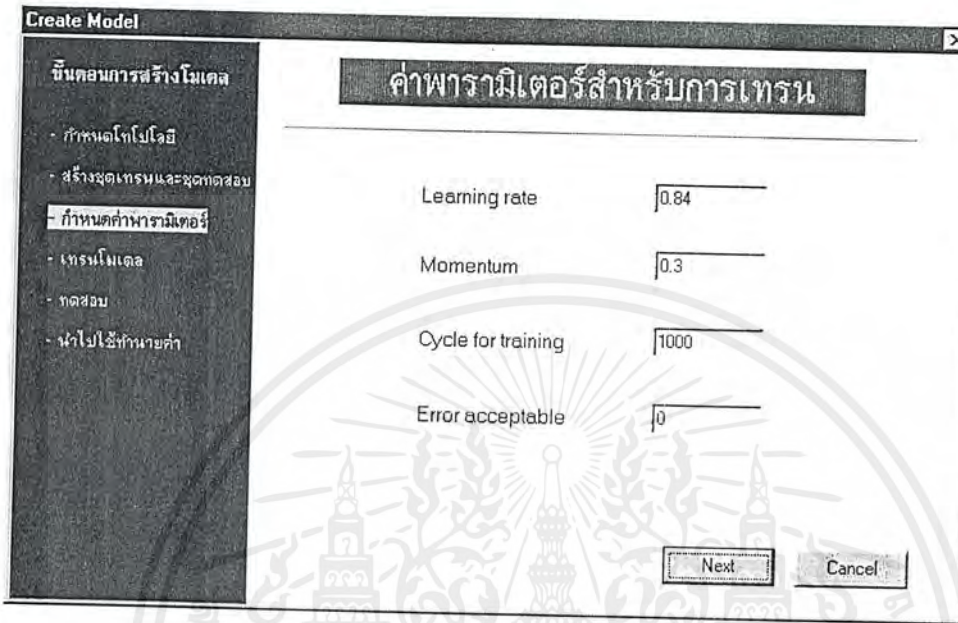 Create Model
ขั้นตอนการสร้างโมเดล
- กำหนดโทโปโลยี
- สร้างชุดเทรนและชุดทดสอบ
- กำหนดค่าพารามิเตอร์
- เทรนโมเดล
- ทดสอบ
- นำไปใช้ทำนายค่า
ค่าพารามิเตอร์สำหรับการเทรน
Learning rate 0.84
Momentum 0.3
Cycle for training 1000
Error acceptable 0
Next Cancel